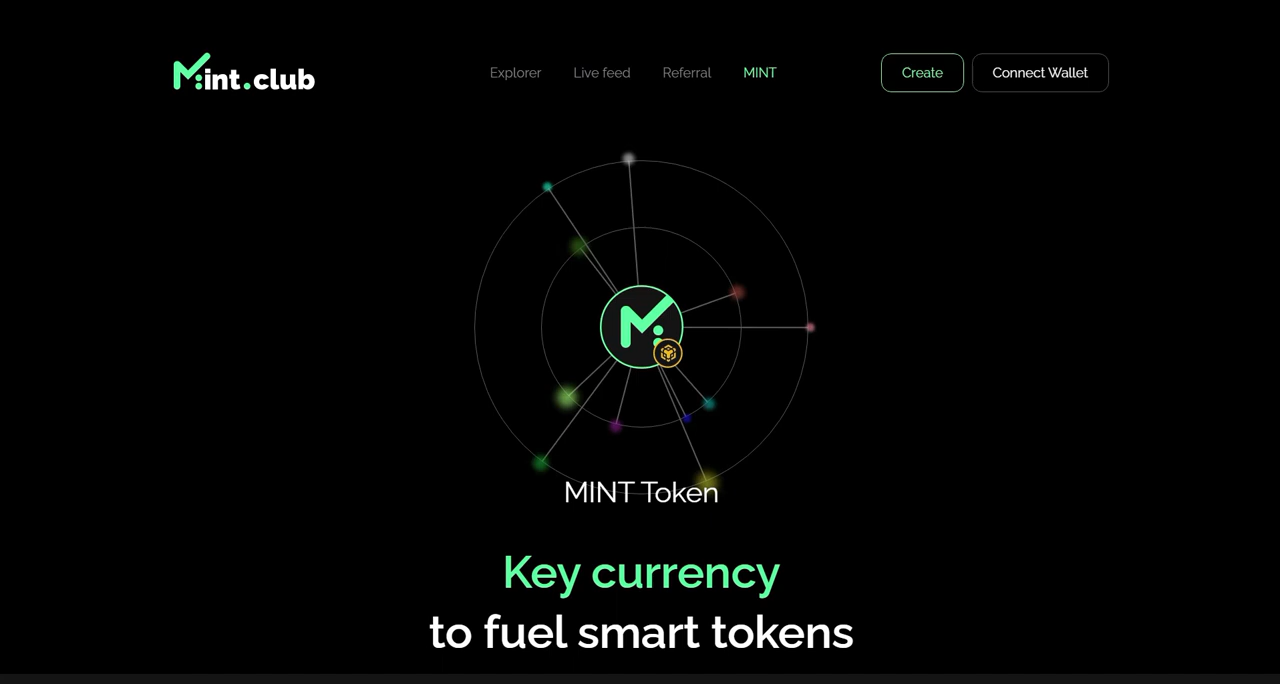 Mint.club
Explorer
Live feed
Referral
MINT
Create
Connect Wallet
MINT Token
Key currency
to fuel smart tokens